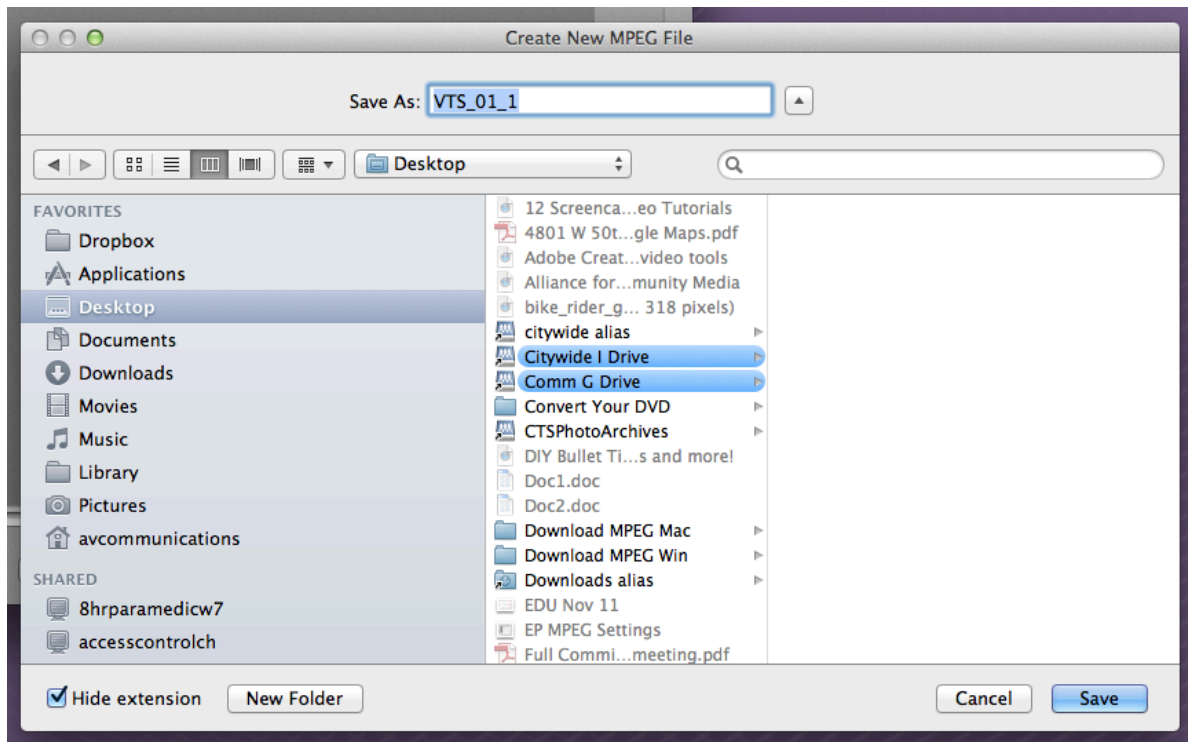 Create New MPEG File
Save As: VTS_01_1
Desktop
FAVORITES
Dropbox
Applications
Desktop
Documents
Downloads
Movies
Music
Library
Pictures
avcommunications
SHARED
8hrparamedicw7
accesscontrolch
12 Screenca...eo Tutorials
4801 W 50t...gle Maps.pdf
Adobe Creat...video tools
Alliance for...munity Media
bike_rider_g... 318 pixels)
citywide alias
Citywide I Drive
Comm G Drive
Convert Your DVD
CTSPhotoArchives
DIY Bullet Ti...s and more!
Doc1.doc
Doc2.doc
Download MPEG Mac
Download MPEG Win
Downloads alias
EDU Nov 11
EP MPEG Settings
Full Commi...meeting.pdf
Hide extension
New Folder
Cancel
Save